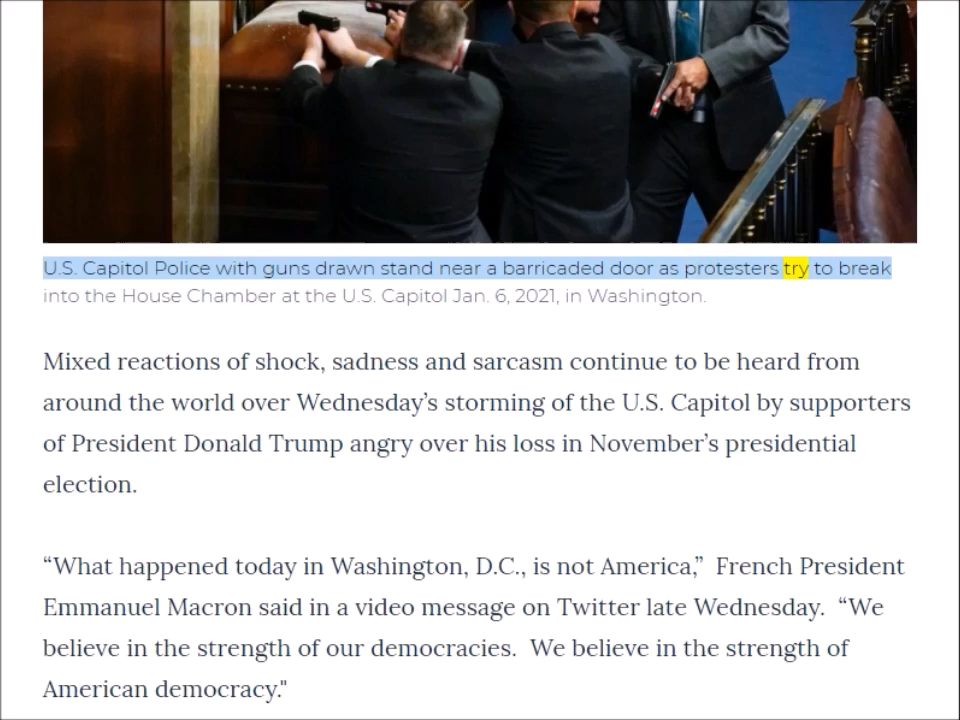 U.S. Capitol Police with guns drawn stand near a barricaded door as protesters try to break
into the House Chamber at the U.S. Capitol Jan. 6, 2021, in Washington.
Mixed reactions of shock, sadness and sarcasm continue to be heard from
around the world over Wednesday’s storming of the U.S. Capitol by supporters
of President Donald Trump angry over his loss in November’s presidential
election.
“What happened today in Washington, D.C., is not America,”  French President
Emmanuel Macron said in a video message on Twitter late Wednesday.  “We
believe in the strength of our democracies.  We believe in the strength of
American democracy."